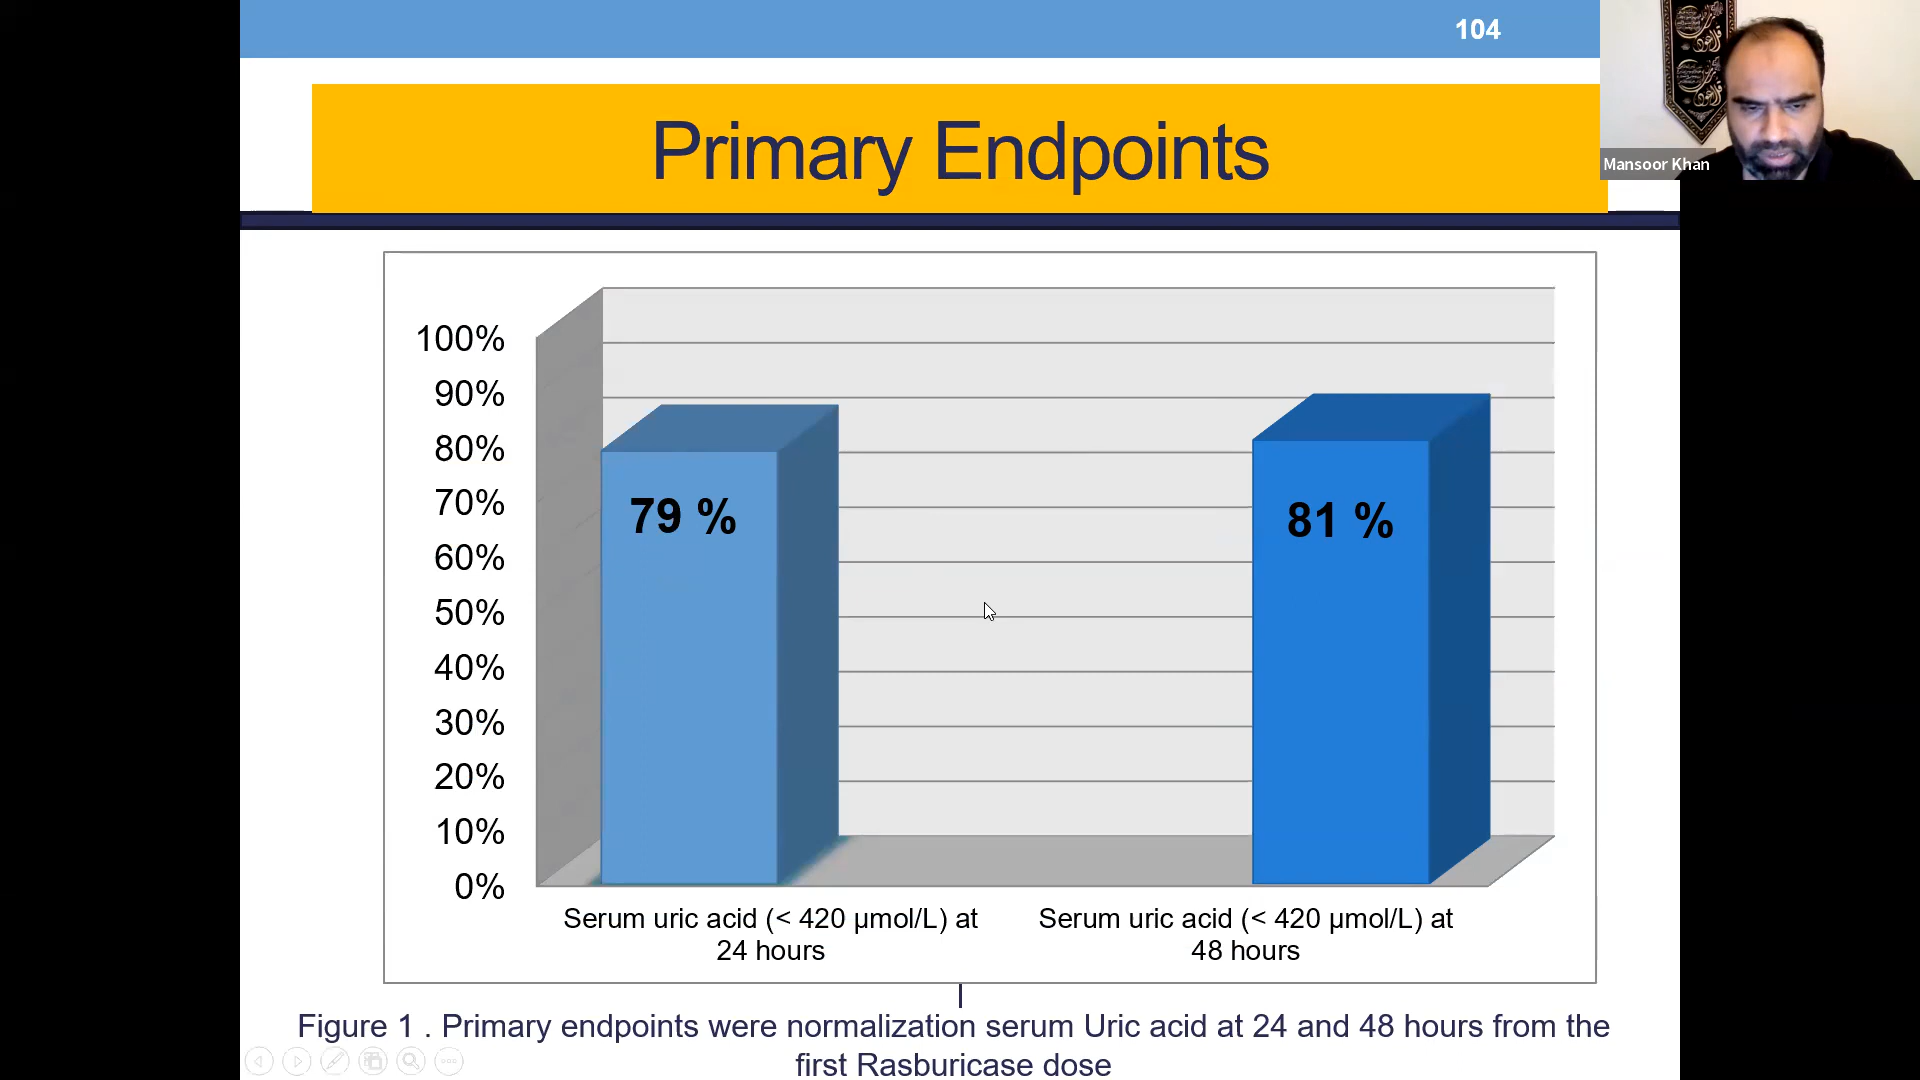 104
Primary Endpoints
Mansoor Khan
100%
90%
80%
70%
60%
50%
40%
30%
20%
10%
0%
79 %
81 %
Serum uric acid (< 420 µmol/L) at
24 hours
Serum uric acid (< 420 µmol/L) at
48 hours
Figure 1 . Primary endpoints were normalization serum Uric acid at 24 and 48 hours from the
first Rasburicase dose